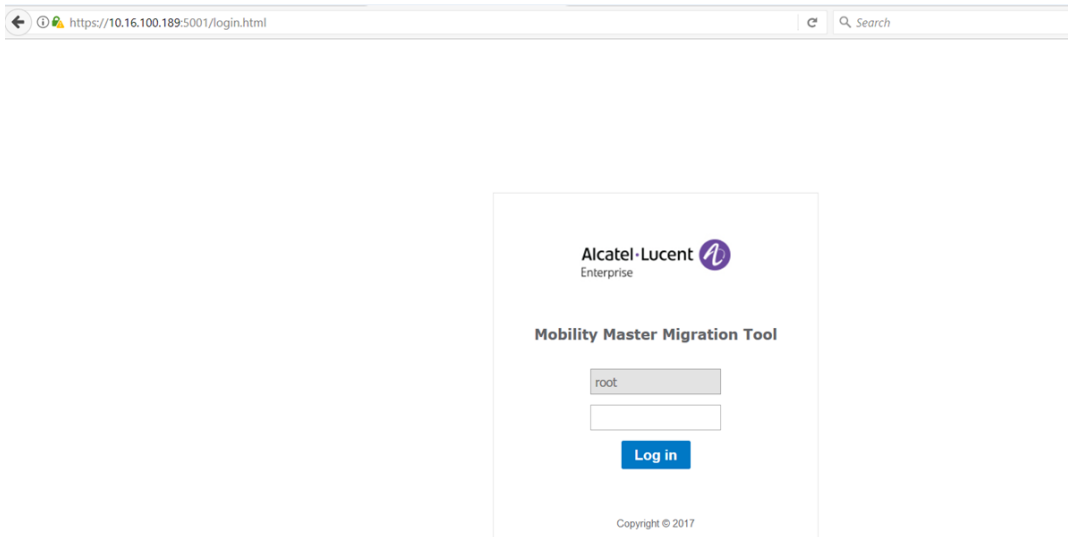 https://10.16.100.189:5001/login.html
Search
Alcatel·Lucent
Enterprise
Mobility Master Migration Tool
root
Log in
Copyright © 2017